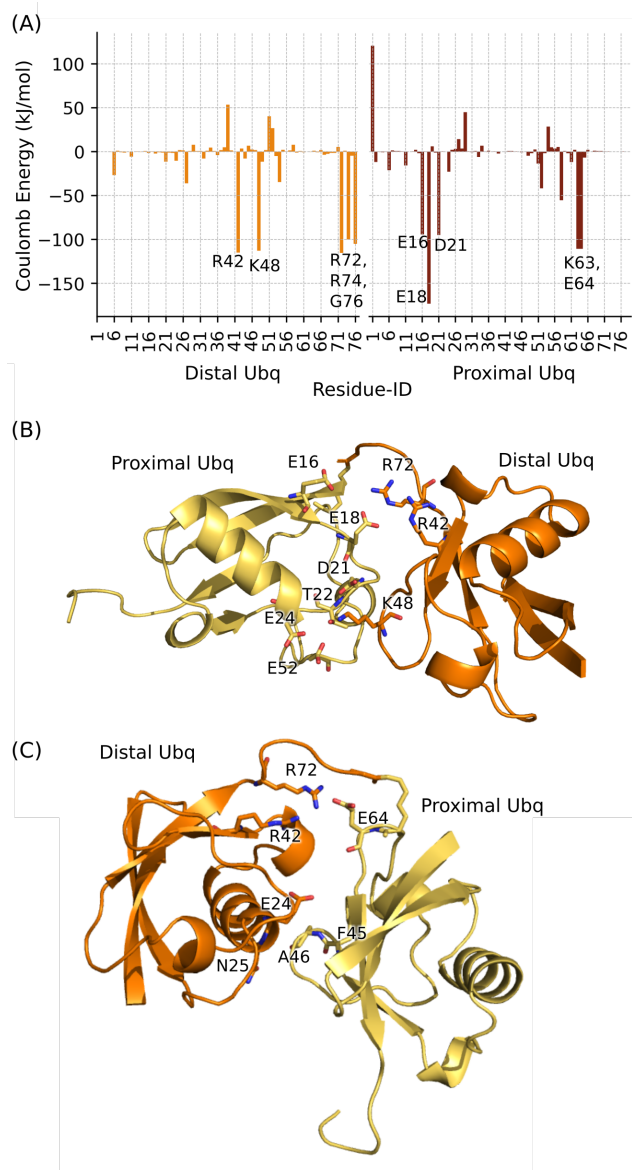 (A)
Coulomb Energy (kJ/mol)
100
50
0
−50
−100
−150
R42
K48
R72,
R74,
G76
E16
D21
E18
K63,
E64
1 6 11 16 21 26 31 36 41 46 51 56 61 66 71 76
1 6 11 16 21 26 31 36 41 46 51 56 61 66 71 76
Distal Ubq
Proximal Ubq
Residue-ID
(B)
Proximal Ubq
E16
R72
Distal Ubq
E18
R42
D21
T22
K48
E24
E52
(C)
Distal Ubq
R72
Proximal Ubq
E64
R42
E24
F45
N25
A46